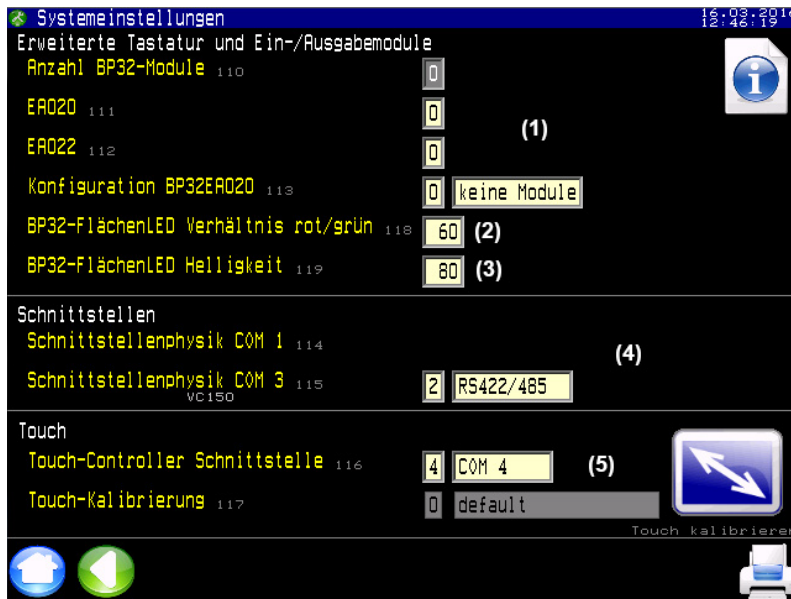 Systemeinstellungen
16.03.201
12:46:19
Erweiterte Tastatur und Ein-/Ausgabemodule
Anzahl BP32-Module 110 0
EA020 111 0
(1)
EA022 112 0
Konfiguration BP32EA020 113 0 keine Module
BP32-FlächenLED Verhältnis rot/grün 118 60 (2)
BP32-FlächenLED Helligkeit 119 80 (3)
Schnittstellen
Schnittstellenphysik COM 1 114
(4)
Schnittstellenphysik COM 3 115 2 RS422/485
VC150
Touch
Touch-Controller Schnittstelle 116 4 COM 4 (5)
Touch-Kalibrierung 117 0 default
Touch kalibrieren